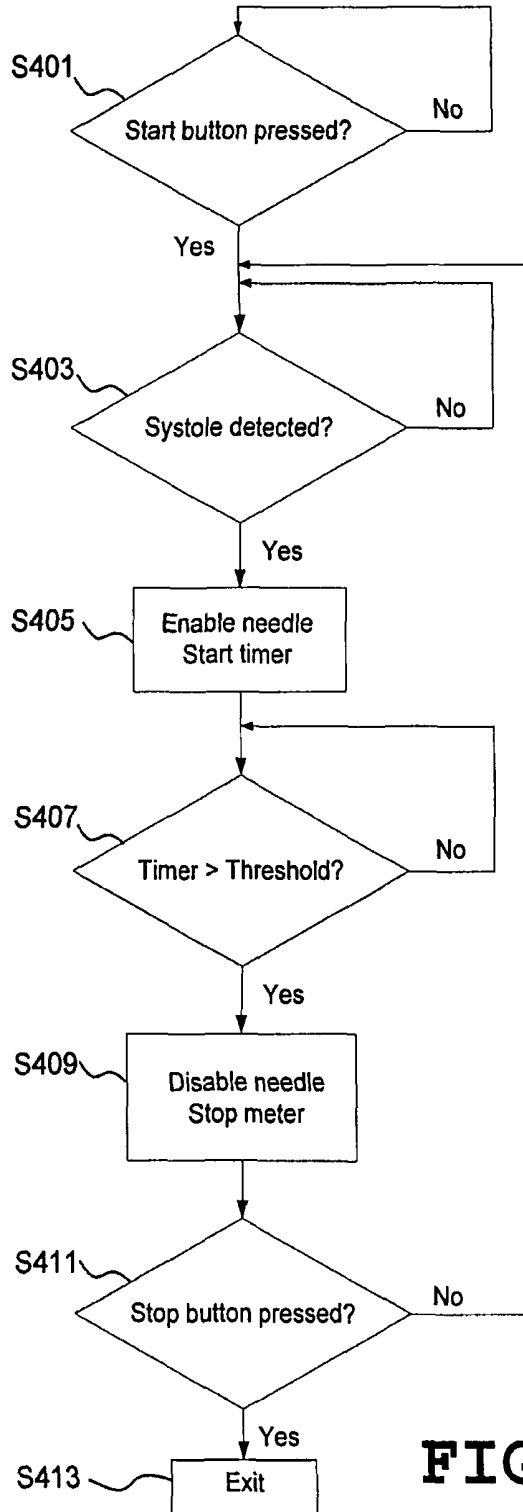 S401
Start button pressed?
No
Yes
S403
Systole detected?
No
Yes
S405
Enable needle
Start timer
S407
Timer > Threshold?
No
Yes
S409
Disable needle
Stop meter
S411
Stop button pressed?
No
Yes
S413
Exit
FIG